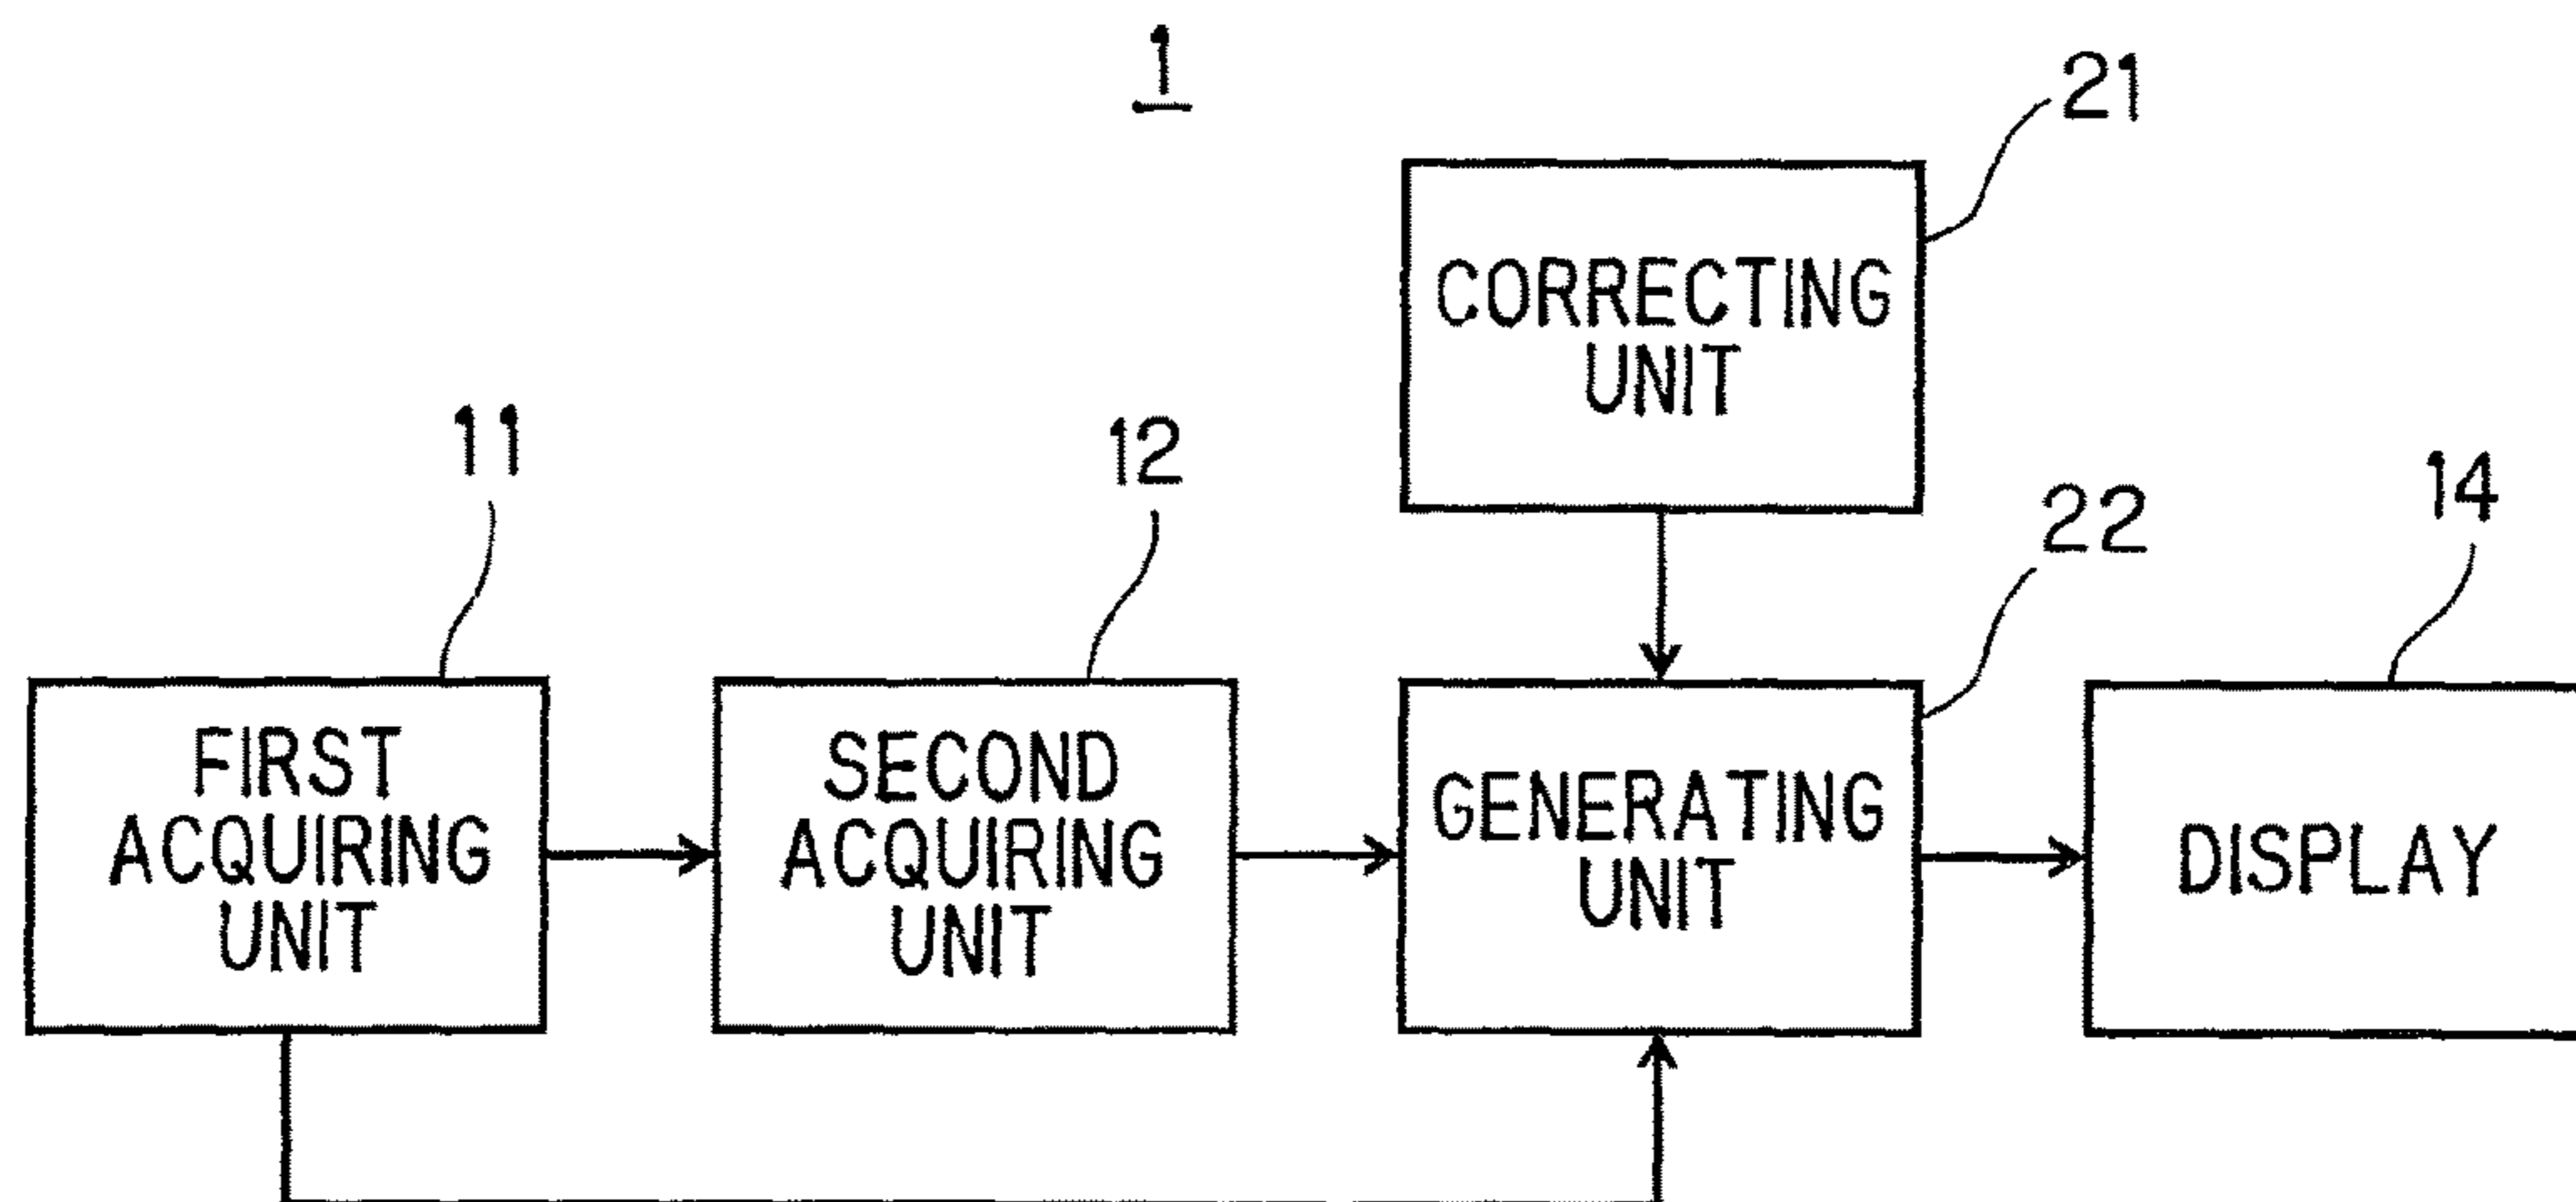 1
21
CORRECTING
UNIT
11
12
22
14
FIRST
ACQUIRING
UNIT
SECOND
ACQUIRING
UNIT
GENERATING
UNIT
DISPLAY